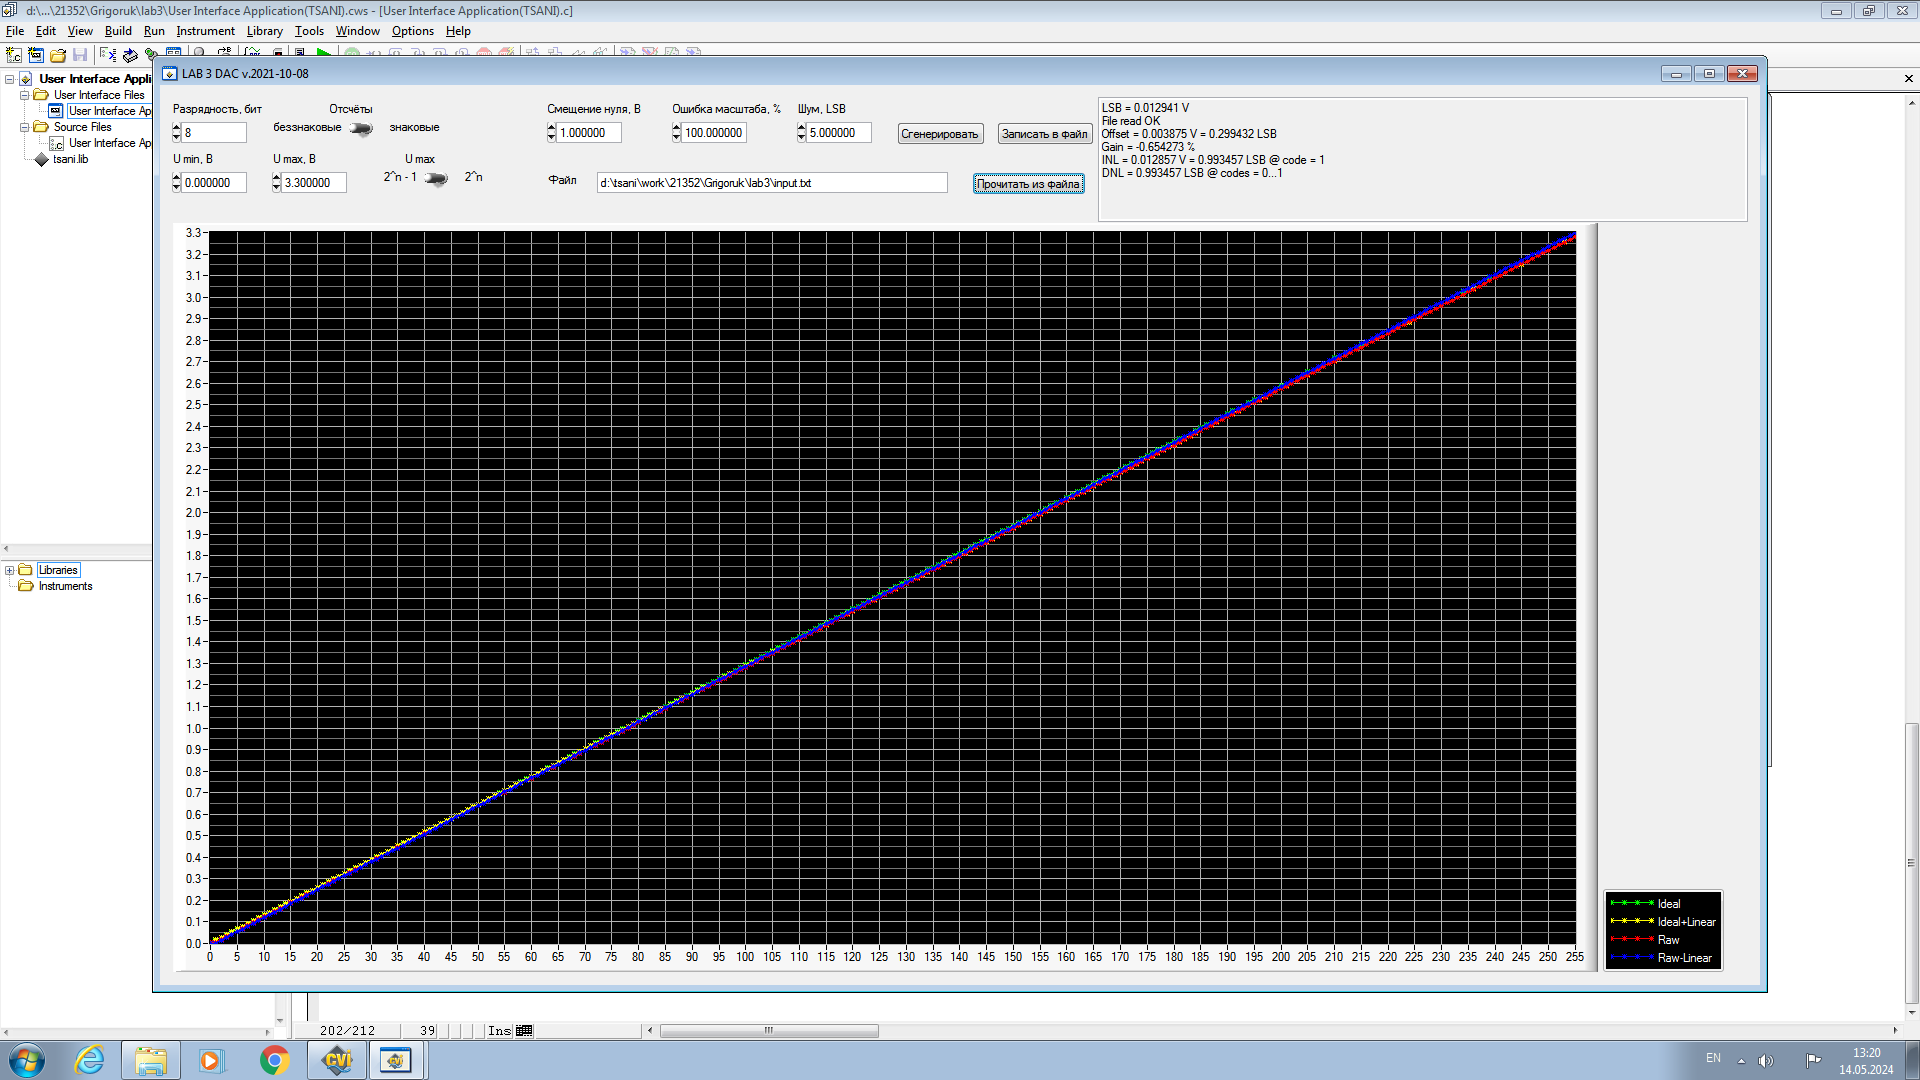 d:\...\21352\Grigoruk\lab3\User Interface Application(TSANI).cws - [User Interface Application(TSANI).c]
File Edit View Build Run Instrument Library Tools Window Options Help
User Interface Appli
User Interface Files
User Interface Ap
Source Files
User Interface Ap
tsani.lib
Libraries
Instruments
LAB 3 DAC v.2021-10-08
Разрядность, бит
8
Отсчёты
беззнаковые
знаковые
Смещение нуля, В
1.000000
Ошибка масштаба, %
100.000000
Шум, LSB
5.000000
Сгенерировать
Записать в файл
U min, В
0.000000
U max, В
3.300000
U max
2^n - 1
2^n
Файл
d:\tsani\work\21352\Grigoruk\lab3\input.txt
Прочитать из файла
LSB = 0.012941 V
File read OK
Offset = 0.003875 V = 0.299432 LSB
Gain = -0.654273 %
INL = 0.012857 V = 0.993457 LSB @ code = 1
DNL = 0.993457 LSB @ codes = 0...1
3.3
3.2
3.1
3.0
2.9
2.8
2.7
2.6
2.5
2.4
2.3
2.2
2.1
2.0
1.9
1.8
1.7
1.6
1.5
1.4
1.3
1.2
1.1
1.0
0.9
0.8
0.7
0.6
0.5
0.4
0.3
0.2
0.1
0.0
0 5 10 15 20 25 30 35 40 45 50 55 60 65 70 75 80 85 90 95 100 105 110 115 120 125 130 135 140 145 150 155 160 165 170 175 180 185 190 195 200 205 210 215 220 225 230 235 240 245 250 255
Ideal
Ideal+Linear
Raw
Raw-Linear
202/212 39 Ins
CVI
EN
13:20
14.05.2024